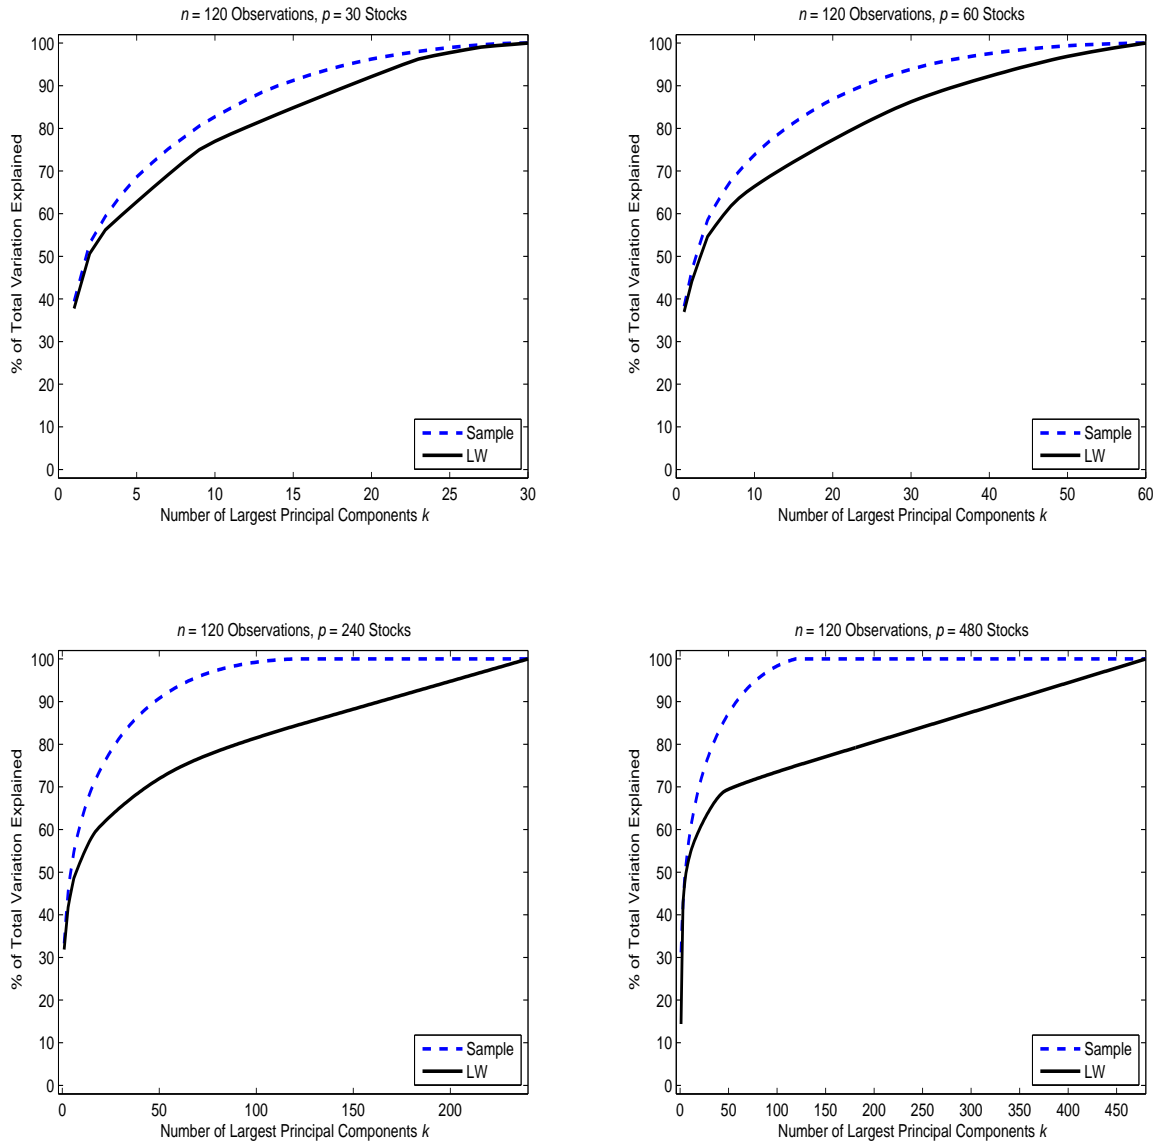 n = 120 Observations, p = 30 Stocks
% of Total Variation Explained
100
90
80
70
60
50
40
30
20
10
0
Sample
LW
0 5 10 15 20 25 30
Number of Largest Principal Components k
n = 120 Observations, p = 60 Stocks
% of Total Variation Explained
100
90
80
70
60
50
40
30
20
10
0
Sample
LW
0 10 20 30 40 50 60
Number of Largest Principal Components k
n = 120 Observations, p = 240 Stocks
% of Total Variation Explained
100
90
80
70
60
50
40
30
20
10
0
Sample
LW
0 50 100 150 200
Number of Largest Principal Components k
n = 120 Observations, p = 480 Stocks
% of Total Variation Explained
100
90
80
70
60
50
40
30
20
10
0
Sample
LW
0 50 100 150 200 250 300 350 400 450
Number of Largest Principal Components k